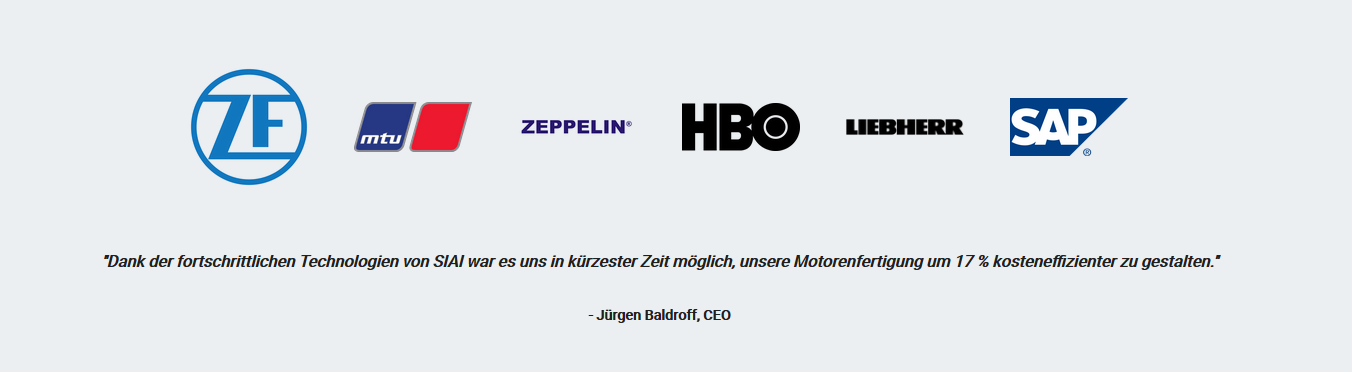 ZF mtu ZEPPELIN® HBO LIEBHERR SAP®
"Dank der fortschrittlichen Technologien von SIAI war es uns in kürzester Zeit möglich, unsere Motorenfertigung um 17 % kosteneffizienter zu gestalten."
- Jürgen Baldroff, CEO